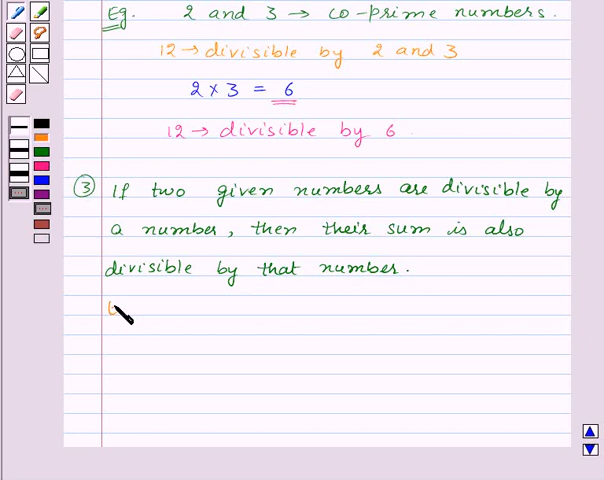 Eg. 2 and 3 → co-prime numbers.
12 → divisible by 2 and 3
2 × 3 = 6
12 → divisible by 6.
③ If two given numbers are divisible by
a number, then their sum is also
divisible by that number.